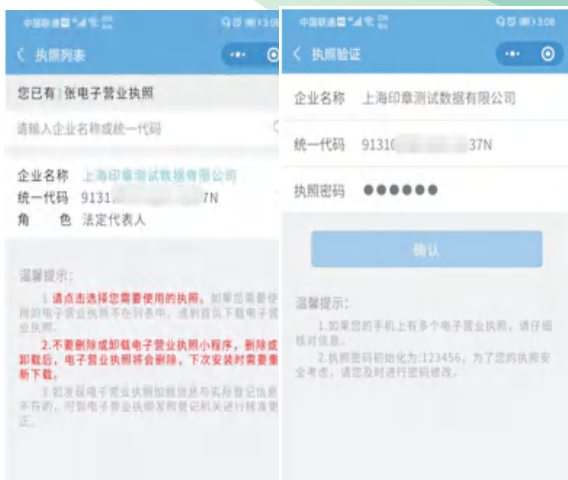 中国联通
13:08
执照列表
您已有1张电子营业执照
请输入企业名称或统一代码
企业名称 上海印章测试数据有限公司
统一代码 9131 7N
角 色 法定代表人
温馨提示:
1.请点击选择您需要使用的执照。如果您需要使
用的电子营业执照不在列表中,请到首页下载电子营
业执照。
2.不要删除或卸载电子营业执照小程序,删除或
卸载后,电子营业执照将会删除,下次安装时需要重
新下载。
3.如发现电子营业执照加载信息与实际登记信息
不符的,可到电子营业执照发照登记机关进行核准更
正。
中国联通
13:08
执照验证
企业名称 上海印章测试数据有限公司
统一代码 9131 37N
执照密码 ●●●●●●
确认
温馨提示:
1.如果您的手机上有多个电子营业执照,请仔细
核对信息。
2.执照密码初始化为:123456,为了您的执照安
全考虑,请您及时进行密码修改。